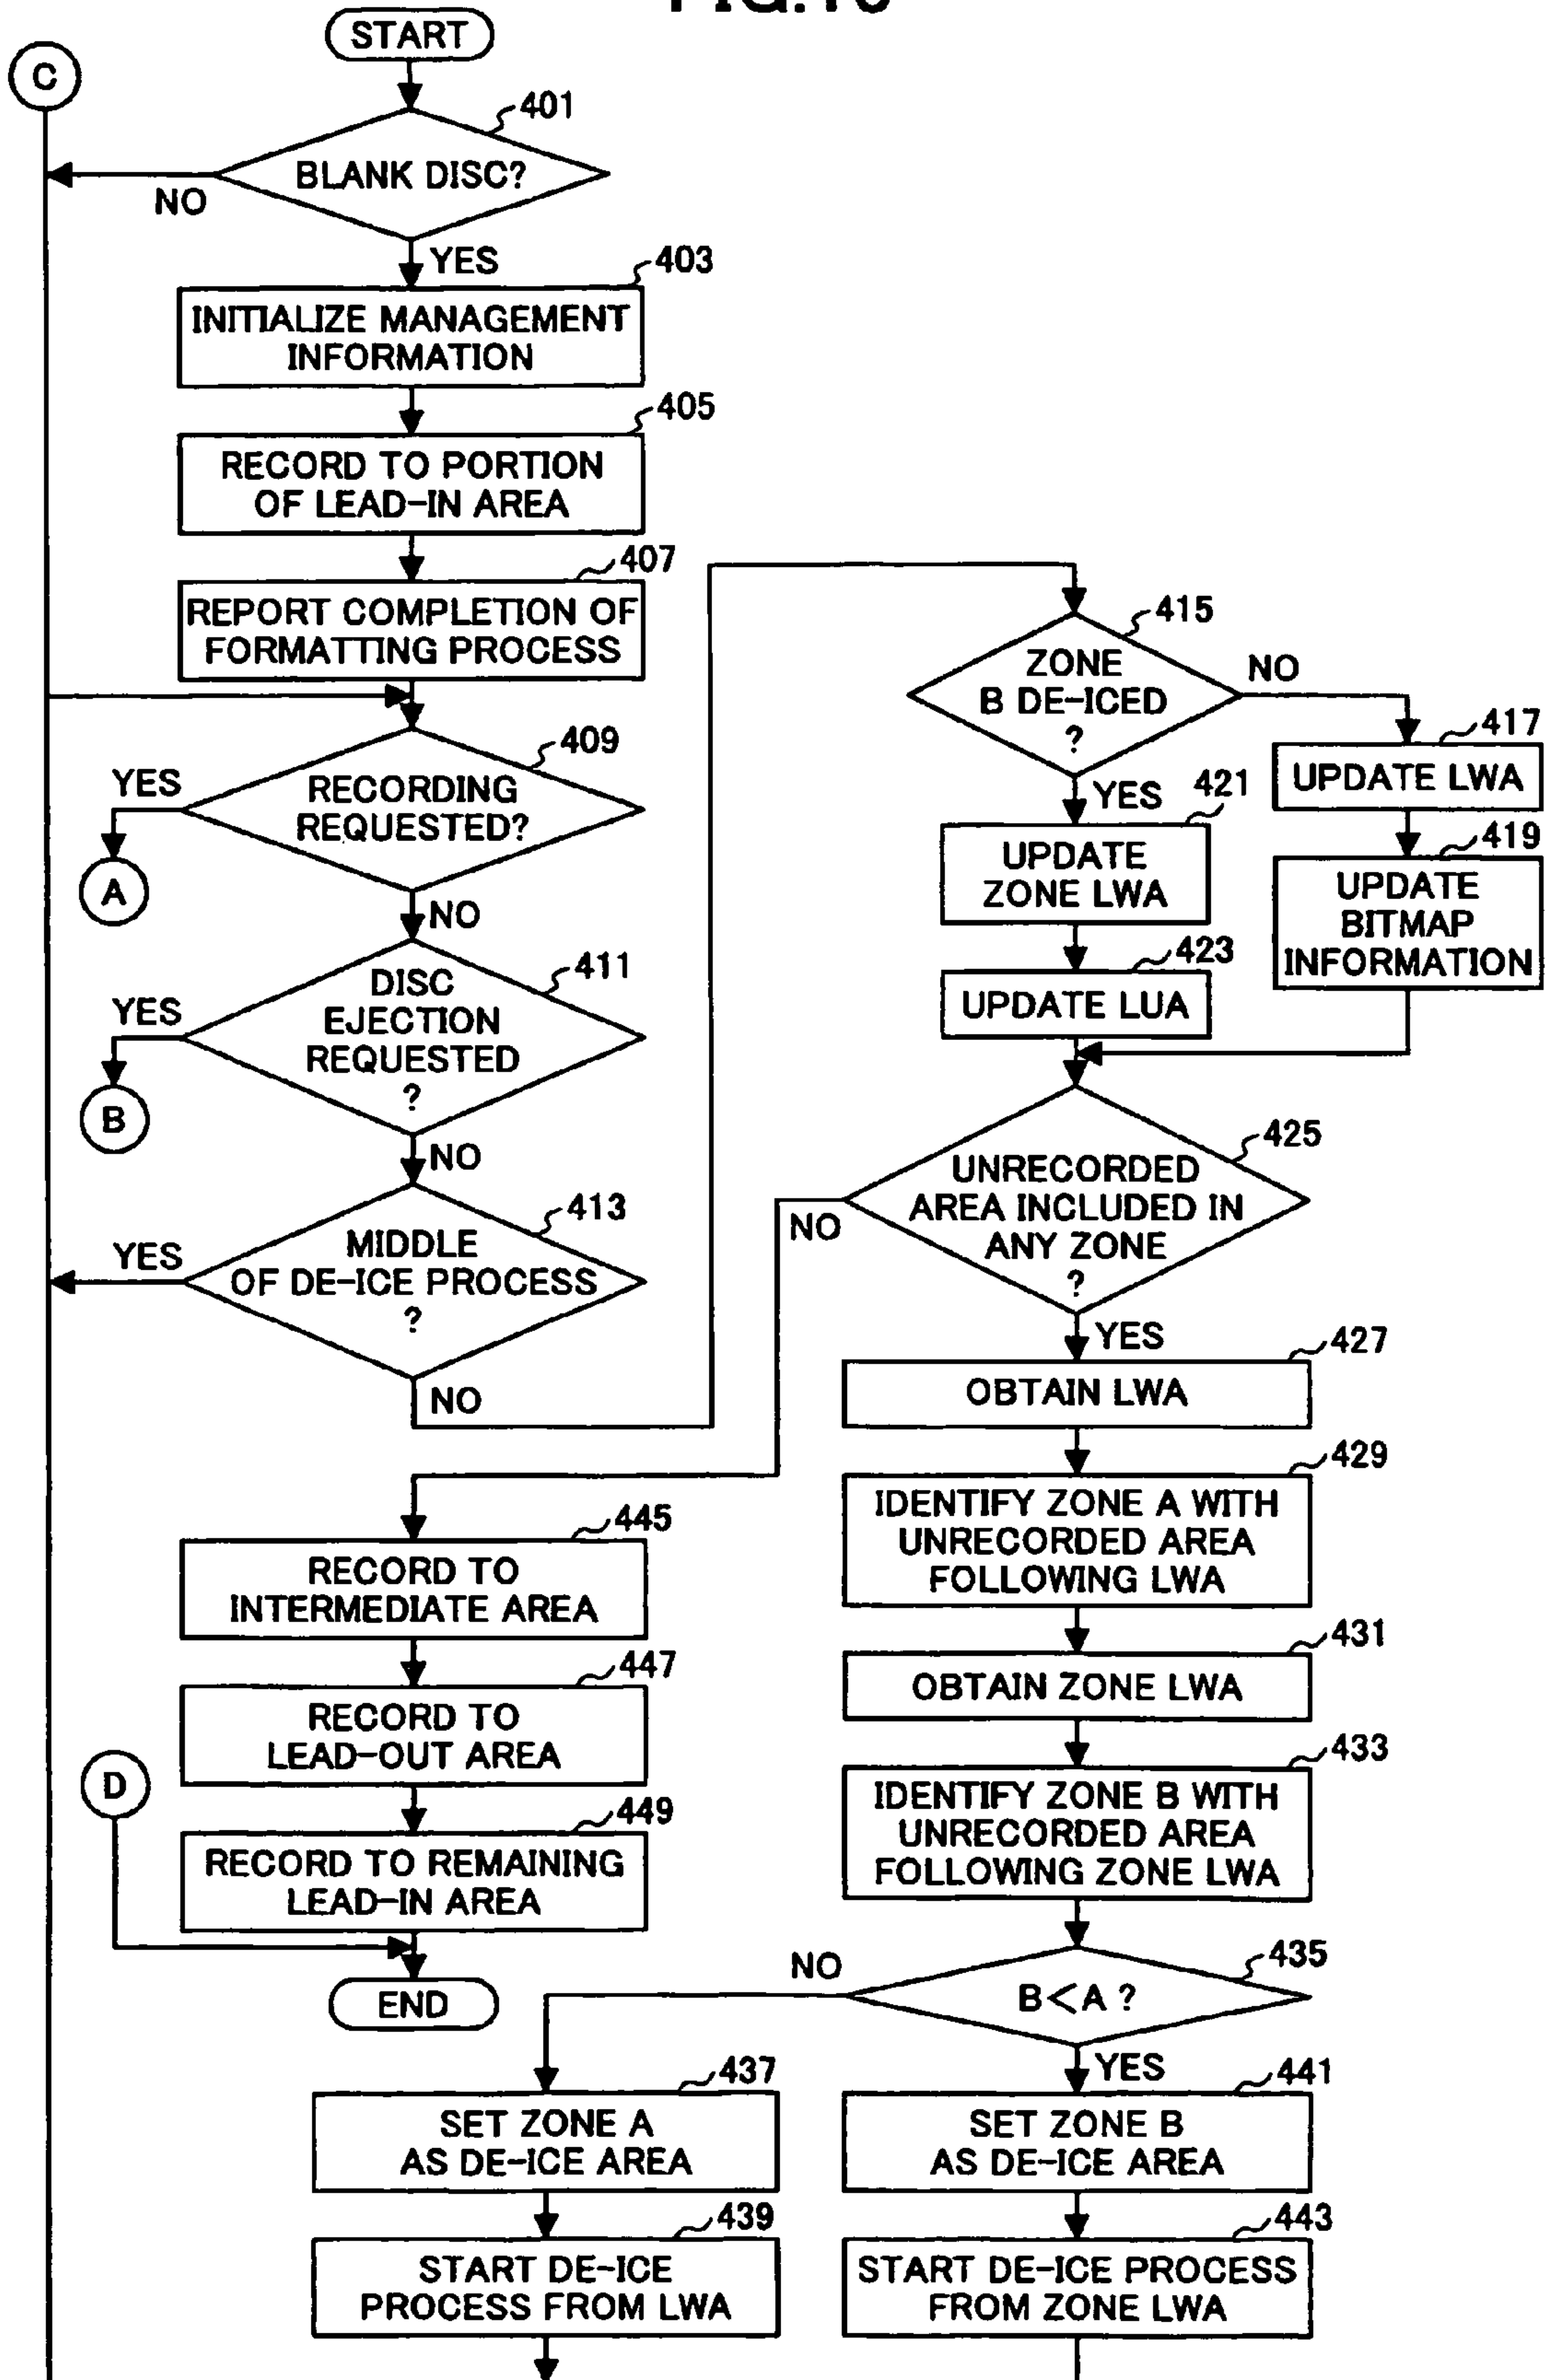 START
C
401
BLANK DISC?
NO
YES
403
INITIALIZE MANAGEMENT
INFORMATION
405
RECORD TO PORTION
OF LEAD-IN AREA
407
REPORT COMPLETION OF
FORMATTING PROCESS
409
RECORDING
REQUESTED?
YES
A
NO
411
DISC
EJECTION
REQUESTED
?
YES
B
NO
413
MIDDLE
OF DE-ICE PROCESS
?
YES
NO
415
ZONE
B DE-ICED
?
NO
417
UPDATE LWA
419
UPDATE
BITMAP
INFORMATION
YES
421
UPDATE
ZONE LWA
423
UPDATE LUA
425
UNRECORDED
AREA INCLUDED IN
ANY ZONE
?
NO
YES
427
OBTAIN LWA
429
IDENTIFY ZONE A WITH
UNRECORDED AREA
FOLLOWING LWA
431
OBTAIN ZONE LWA
433
IDENTIFY ZONE B WITH
UNRECORDED AREA
FOLLOWING ZONE LWA
445
RECORD TO
INTERMEDIATE AREA
447
RECORD TO
LEAD-OUT AREA
D
449
RECORD TO REMAINING
LEAD-IN AREA
END
435
B<A ?
NO
YES
437
SET ZONE A
AS DE-ICE AREA
439
START DE-ICE
PROCESS FROM LWA
441
SET ZONE B
AS DE-ICE AREA
443
START DE-ICE PROCESS
FROM ZONE LWA